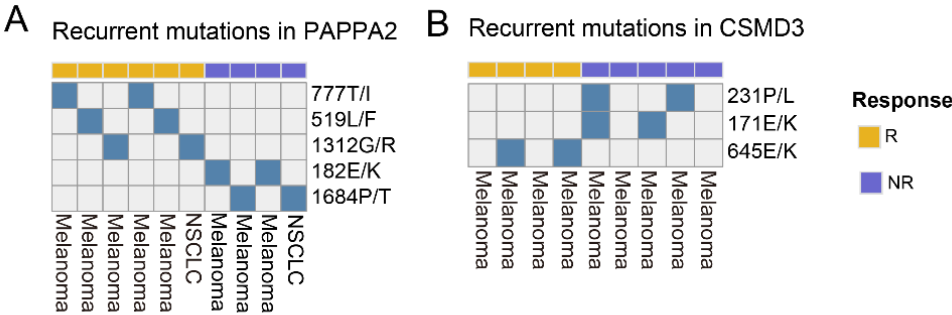 A
Recurrent mutations in PAPPA2
777T/I
519L/F
1312G/R
182E/K
1684P/T
Melanoma
Melanoma
Melanoma
Melanoma
Melanoma
NSCLC
Melanoma
Melanoma
Melanoma
NSCLC
B
Recurrent mutations in CSMD3
231P/L
171E/K
645E/K
Melanoma
Melanoma
Melanoma
Melanoma
Melanoma
Melanoma
Melanoma
Melanoma
Melanoma
Response
R
NR